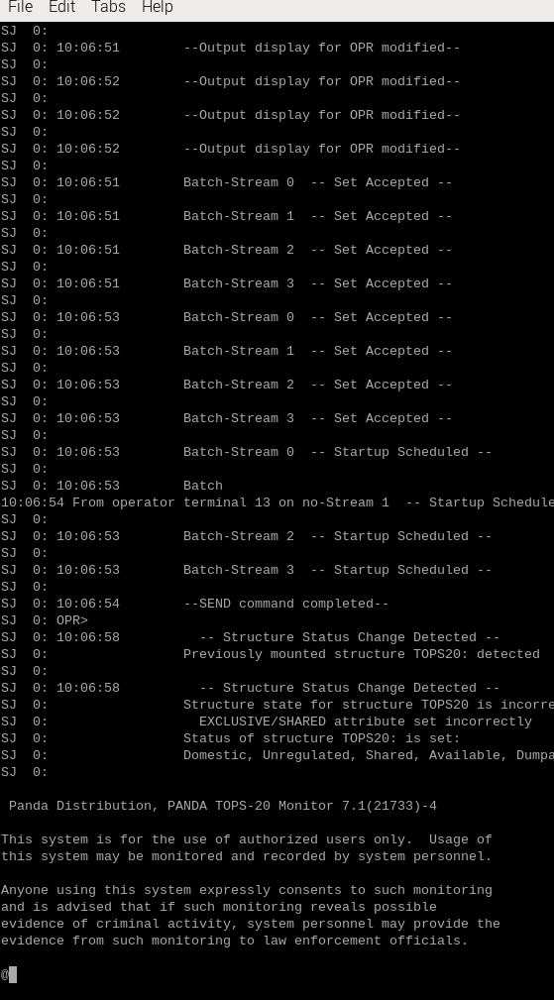 File Edit Tabs Help
SJ  0:
SJ  0: 10:06:51        --Output display for OPR modified--
SJ  0:
SJ  0: 10:06:52        --Output display for OPR modified--
SJ  0:
SJ  0: 10:06:52        --Output display for OPR modified--
SJ  0:
SJ  0: 10:06:52        --Output display for OPR modified--
SJ  0:
SJ  0: 10:06:51        Batch-Stream 0  -- Set Accepted --
SJ  0:
SJ  0: 10:06:51        Batch-Stream 1  -- Set Accepted --
SJ  0:
SJ  0: 10:06:51        Batch-Stream 2  -- Set Accepted --
SJ  0:
SJ  0: 10:06:51        Batch-Stream 3  -- Set Accepted --
SJ  0:
SJ  0: 10:06:53        Batch-Stream 0  -- Set Accepted --
SJ  0:
SJ  0: 10:06:53        Batch-Stream 1  -- Set Accepted --
SJ  0:
SJ  0: 10:06:53        Batch-Stream 2  -- Set Accepted --
SJ  0:
SJ  0: 10:06:53        Batch-Stream 3  -- Set Accepted --
SJ  0:
SJ  0: 10:06:53        Batch-Stream 0  -- Startup Scheduled --
SJ  0:
SJ  0: 10:06:53        Batch
10:06:54 From operator terminal 13 on no-Stream 1  -- Startup Schedule
SJ  0:
SJ  0: 10:06:53        Batch-Stream 2  -- Startup Scheduled --
SJ  0:
SJ  0: 10:06:53        Batch-Stream 3  -- Startup Scheduled --
SJ  0:
SJ  0: 10:06:54        --SEND command completed--
SJ  0: OPR>
SJ  0: 10:06:58          -- Structure Status Change Detected --
SJ  0:                 Previously mounted structure TOPS20: detected
SJ  0:
SJ  0: 10:06:58          -- Structure Status Change Detected --
SJ  0:                 Structure state for structure TOPS20 is incorre
SJ  0:                   EXCLUSIVE/SHARED attribute set incorrectly
SJ  0:                 Status of structure TOPS20: is set:
SJ  0:                 Domestic, Unregulated, Shared, Available, Dumpa
SJ  0:

 Panda Distribution, PANDA TOPS-20 Monitor 7.1(21733)-4

This system is for the use of authorized users only.  Usage of
this system may be monitored and recorded by system personnel.

Anyone using this system expressly consents to such monitoring
and is advised that if such monitoring reveals possible
evidence of criminal activity, system personnel may provide the
evidence from such monitoring to law enforcement officials.

@